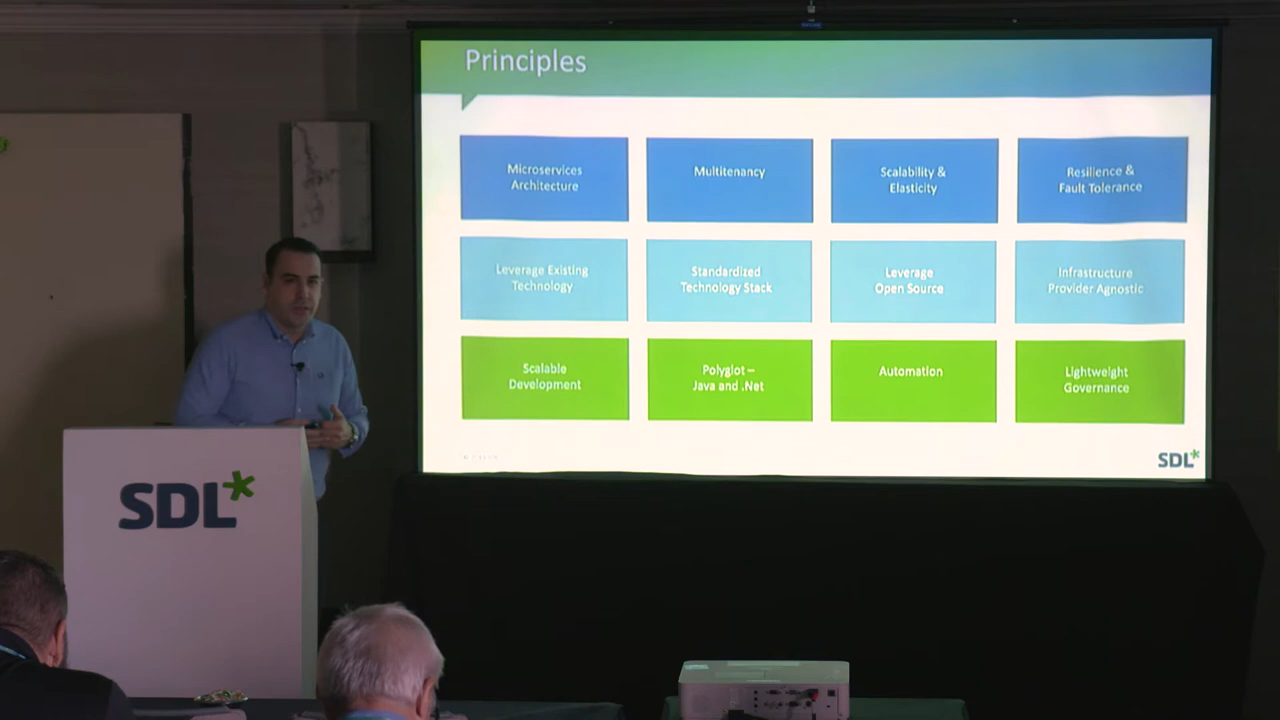 Principles
Microservices
Architecture
Multitenancy
Scalability &
Elasticity
Resilience &
Fault Tolerance
Leverage Existing
Technology
Standardized
Technology Stack
Leverage
Open Source
Infrastructure
Provider Agnostic
Scalable
Development
Polyglot –
Java and .Net
Automation
Lightweight
Governance
SDL*
SDL*